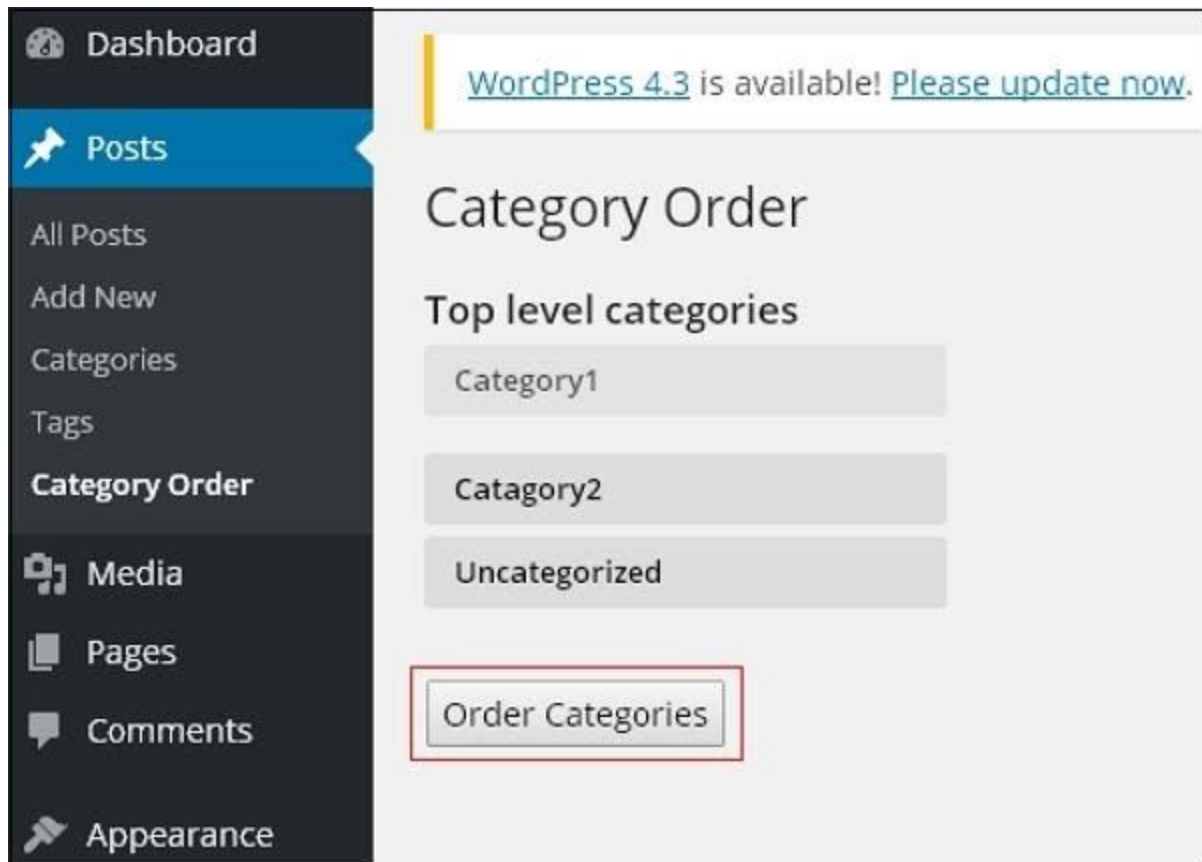 Dashboard
Posts
All Posts
Add New
Categories
Tags
Category Order
Media
Pages
Comments
Appearance
WordPress 4.3 is available! Please update now.
Category Order
Top level categories
Category1
Catagory2
Uncategorized
Order Categories